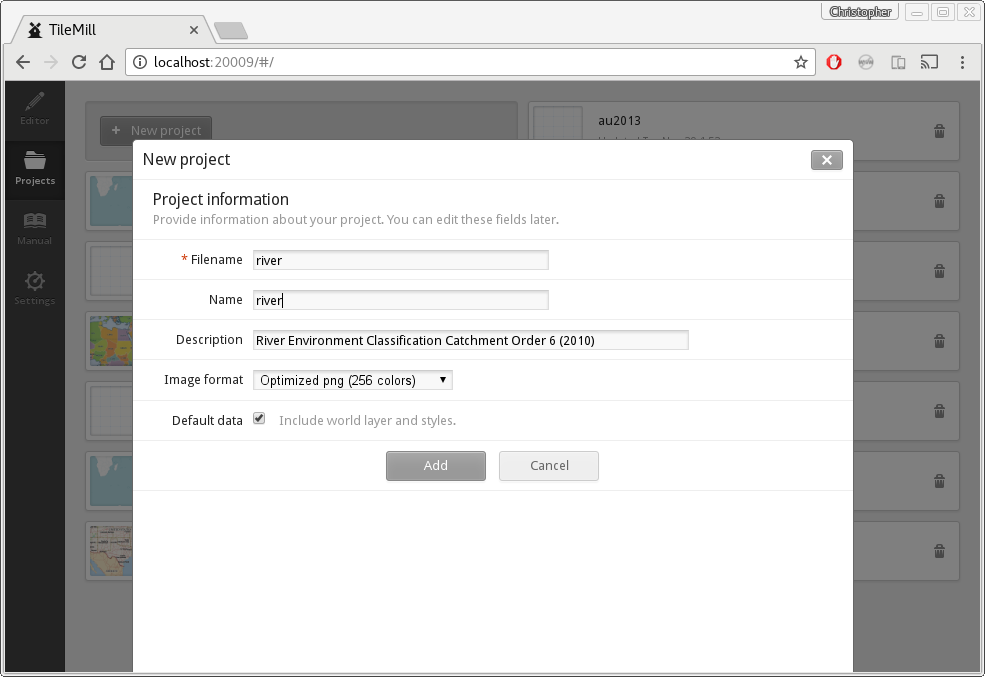 Christopher
TileMill
localhost:20009/#/
Editor
Projects
Manual
Settings
+ New project
au2013
New project
Project information
Provide information about your project. You can edit these fields later.
* Filename river
Name river
Description River Environment Classification Catchment Order 6 (2010)
Image format Optimized png (256 colors)
Default data Include world layer and styles.
Add Cancel